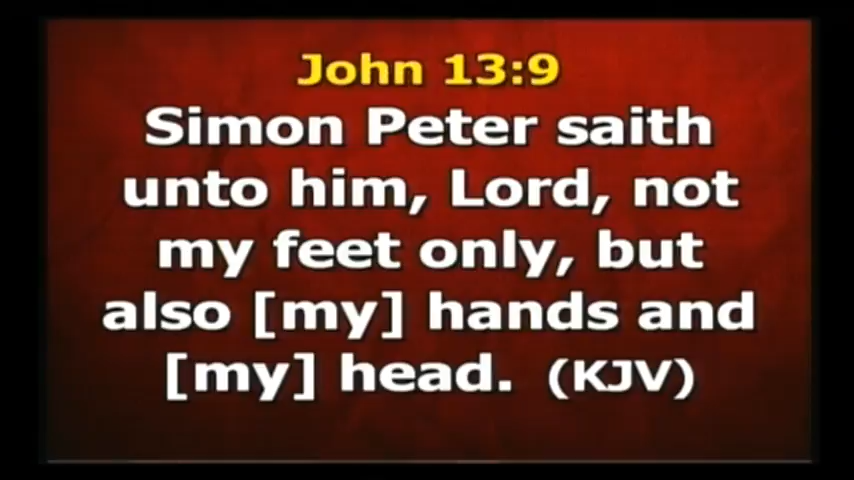 John 13:9
Simon Peter saith
unto him, Lord, not
my feet only, but
also [my] hands and
[my] head. (KJV)